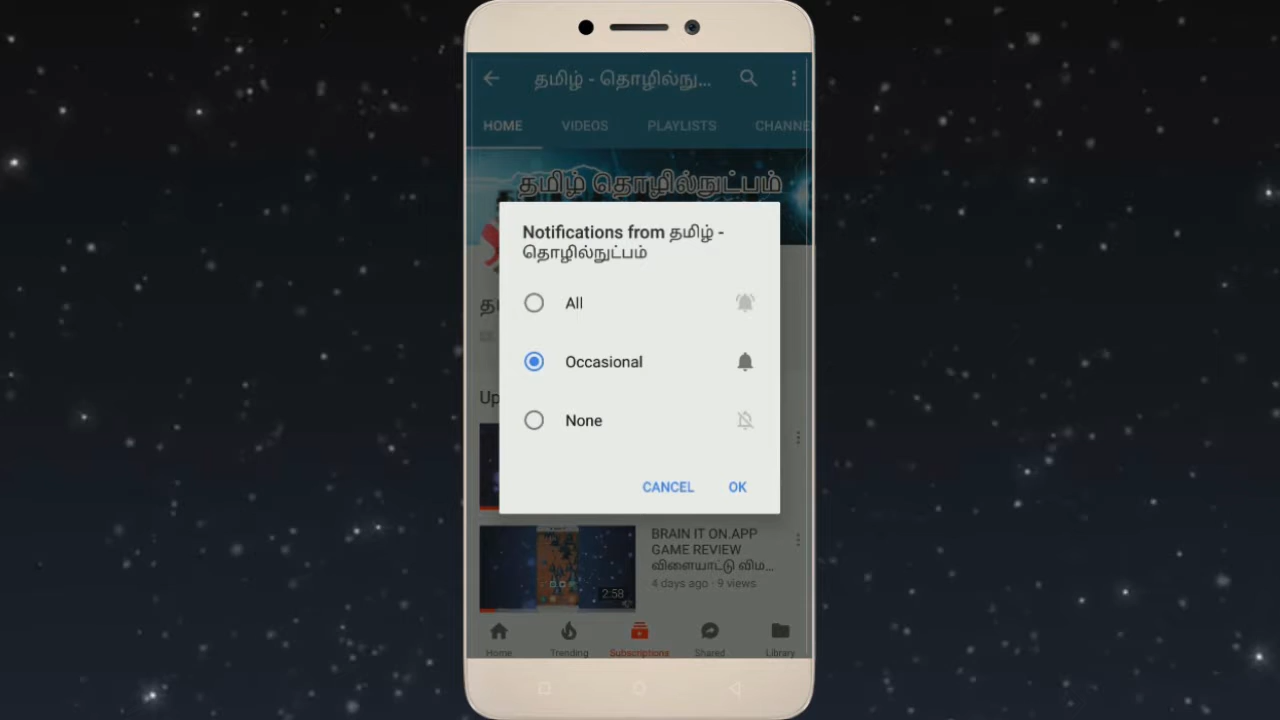 தமிழ் - தொழில்நு...
HOME VIDEOS PLAYLISTS CHANNE
தமிழ் தொழில்நுட்பம்
Notifications from தமிழ் -
தொழில்நுட்பம்
All
Occasional
None
CANCEL OK
Up
BRAIN IT ON.APP
GAME REVIEW
விளையாட்டு விம...
4 days ago · 9 views
2:58
Home Trending Subscriptions Shared Library